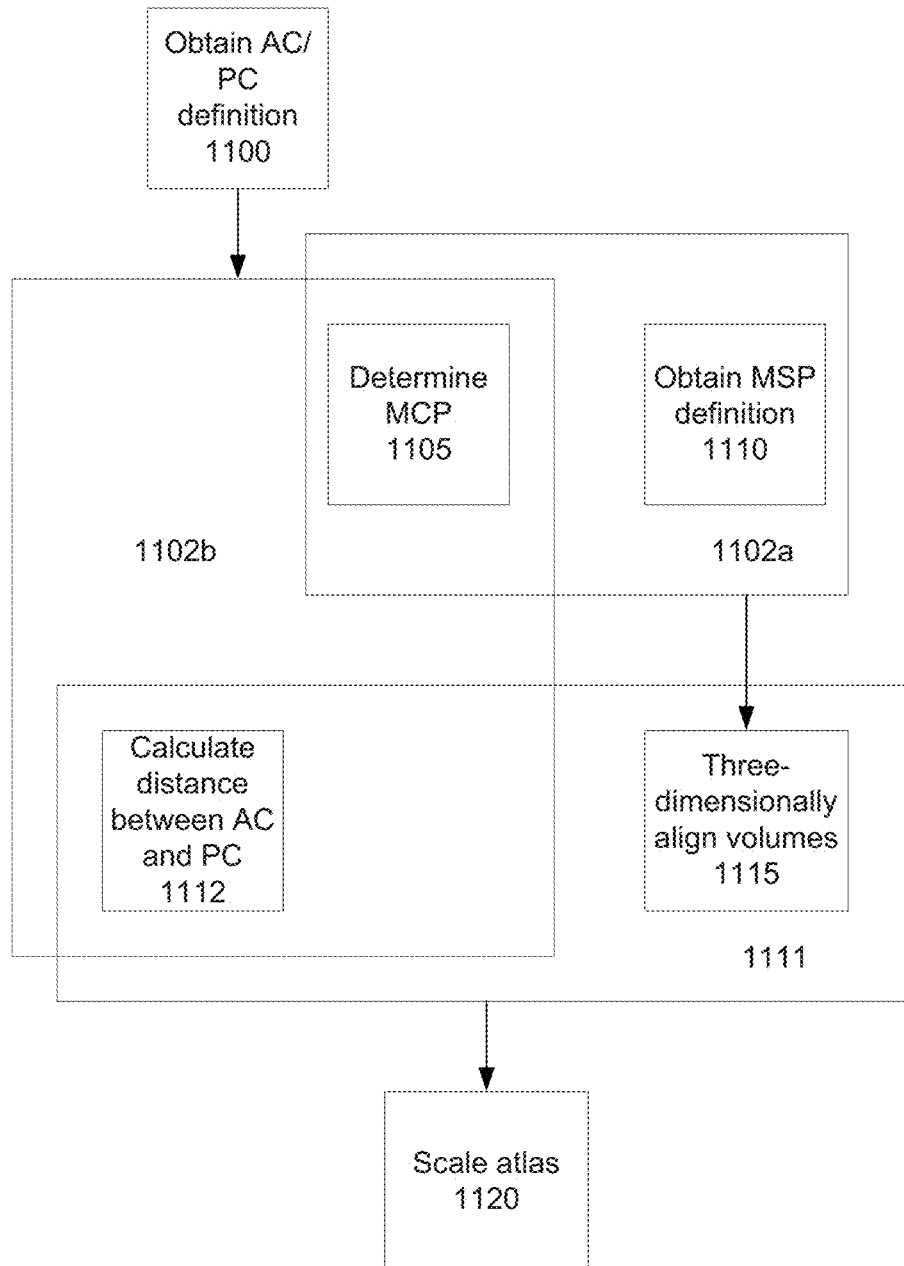 Obtain AC/
PC
definition
1100
Determine
MCP
1105
Obtain MSP
definition
1110
1102b
1102a
Calculate
distance
between AC
and PC
1112
Three-
dimensionally
align volumes
1115
1111
Scale atlas
1120